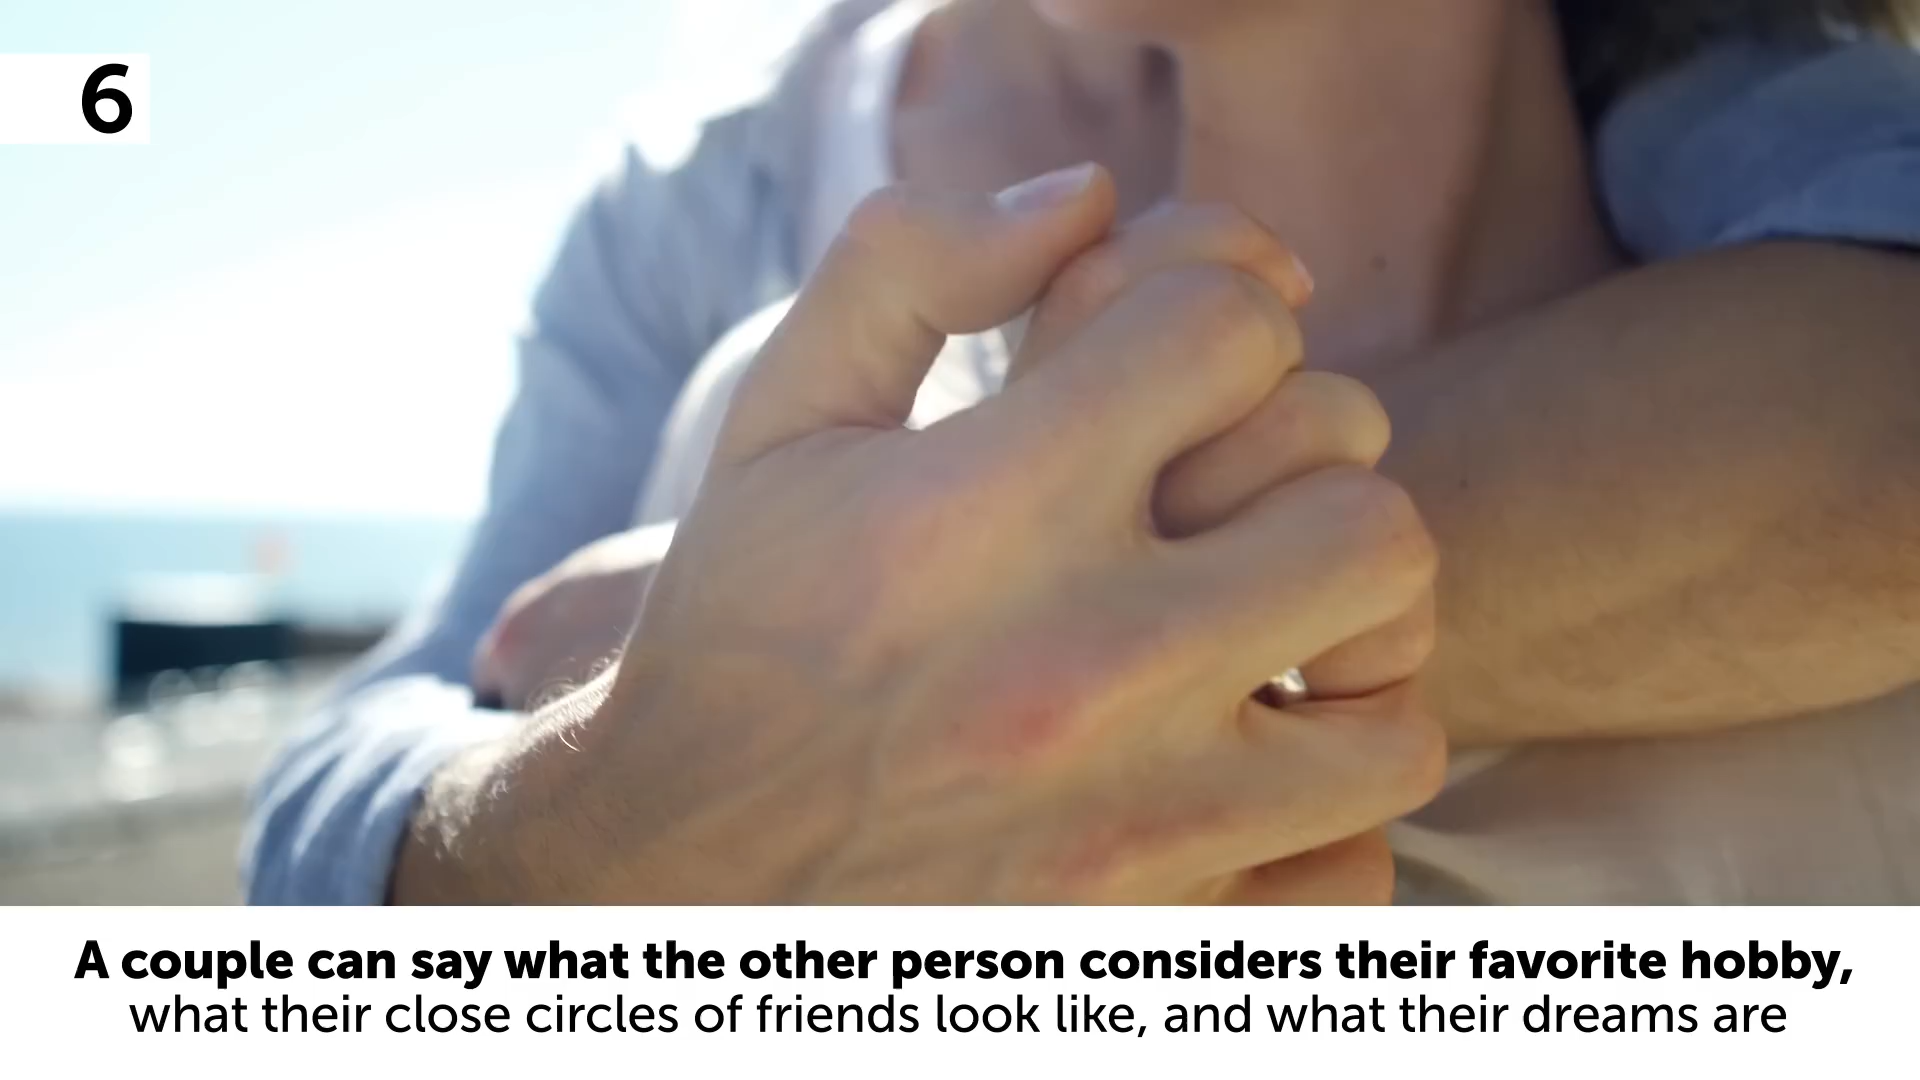 6
A couple can say what the other person considers their favorite hobby,
what their close circles of friends look like, and what their dreams are